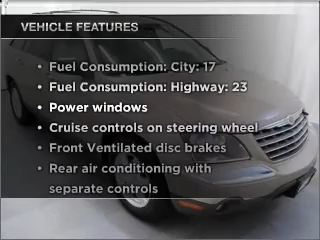 VEHICLE FEATURES
• Fuel Consumption: City: 17
• Fuel Consumption: Highway: 23
• Power windows
• Cruise controls on steering wheel
• Front Ventilated disc brakes
• Rear air conditioning with
separate controls